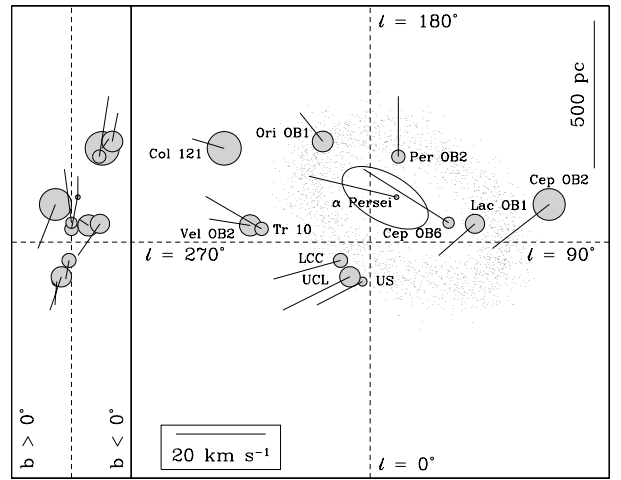 l = 180°
500 pc
Ori OB1
Col 121
Per OB2
Cep OB2
α Persei
Lac OB1
Vel OB2
Tr 10
Cep OB6
l = 270°
l = 90°
LCC
UCL
US
b > 0°
b < 0°
20 km s⁻¹
l = 0°